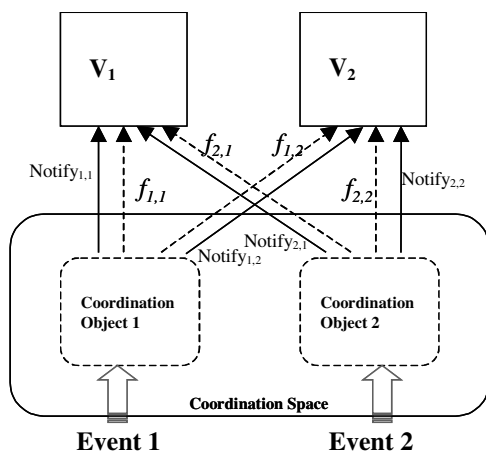 V1 V2
f2,1 f1,2
Notify1,1 Notify2,2
f1,1 f2,2
Notify2,1
Notify1,2
Coordination Coordination
Object 1 Object 2
Coordination Space
Event 1 Event 2